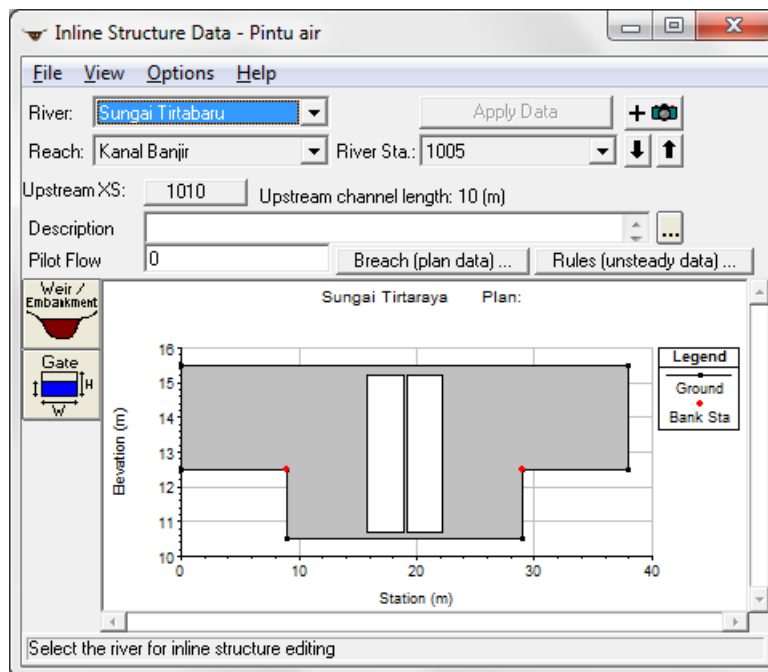 Inline Structure Data - Pintu air
File View Options Help
River: Sungai Tirtabaru Apply Data +
Reach: Kanal Banjir River Sta.: 1005
Upstream XS: 1010 Upstream channel length: 10 (m)
Description ...
Pilot Flow 0 Breach (plan data) ... Rules (unsteady data) ...
Weir / Embankment
Gate
H
W
Sungai Tirtaraya Plan:
Elevation (m)
16
15
14
13
12
11
10
0 10 20 30 40
Station (m)
Legend
Ground
Bank Sta
Select the river for inline structure editing